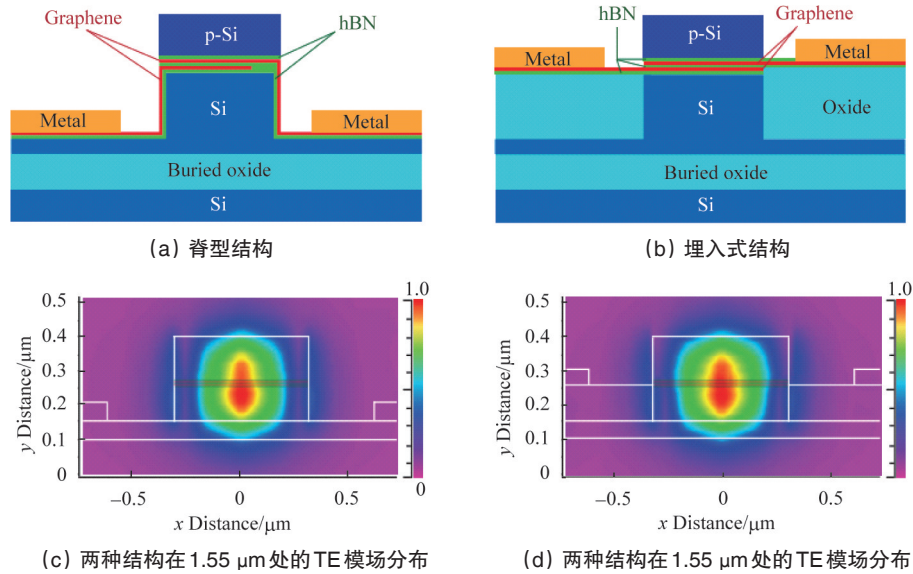 Graphene
hBN
p-Si
Si
Metal
Metal
Buried oxide
Si
(a) 脊型结构
hBN
p-Si
Graphene
Metal
Metal
Si
Oxide
Buried oxide
Si
(b) 埋入式结构
y Distance/μm
0.5
0.4
0.3
0.2
0.1
0
−0.5
0
0.5
x Distance/μm
1.0
0
(c) 两种结构在1.55 μm处的TE模场分布
y Distance/μm
0.5
0.4
0.3
0.2
0.1
0
−0.5
0
0.5
x Distance/μm
1.0
0
(d) 两种结构在1.55 μm处的TE模场分布